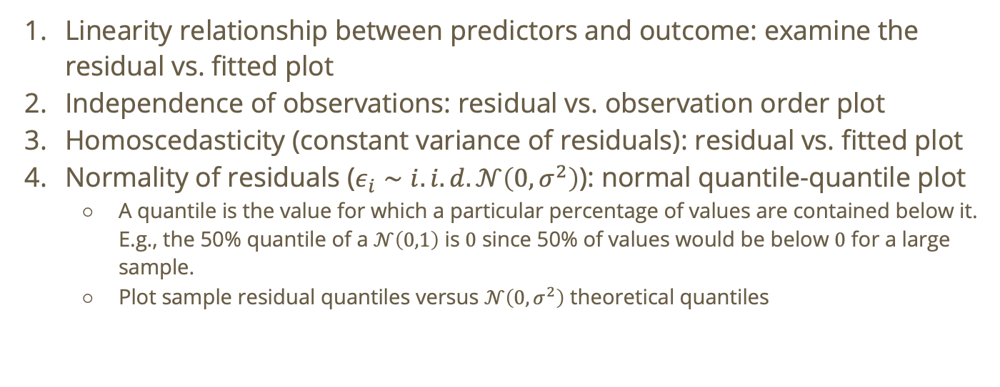 1. Linearity relationship between predictors and outcome: examine the
residual vs. fitted plot
2. Independence of observations: residual vs. observation order plot
3. Homoscedasticity (constant variance of residuals): residual vs. fitted plot
4. Normality of residuals (𝜖ᵢ ~ 𝑖. 𝑖. 𝑑. 𝒩(0, 𝜎²)): normal quantile-quantile plot
○ A quantile is the value for which a particular percentage of values are contained below it.
E.g., the 50% quantile of a 𝒩(0,1) is 0 since 50% of values would be below 0 for a large
sample.
○ Plot sample residual quantiles versus 𝒩(0, 𝜎²) theoretical quantiles